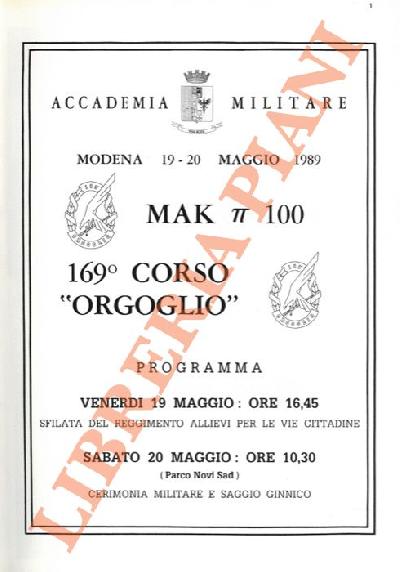 1
ACCADEMIA MILITARE
MODENA 19-20 MAGGIO 1989
MAK π 100
169º CORSO
"ORGOGLIO"
PROGRAMMA
VENERDI 19 MAGGIO: ORE 16,45
SFILATA DEL REGGIMENTO ALLIEVI PER LE VIE CITTADINE
SABATO 20 MAGGIO: ORE 10,30
(Parco Novi Sad)
CERIMONIA MILITARE E SAGGIO GINNICO
LIBRERIA PIANI